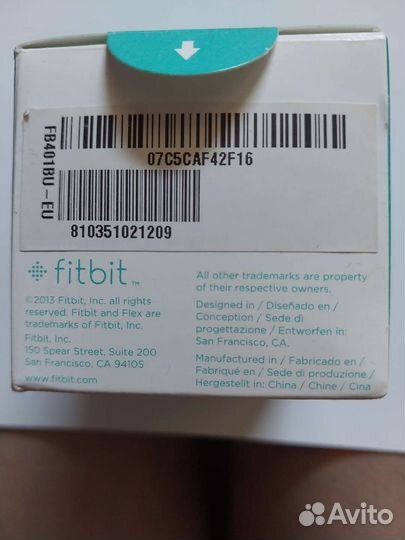 FB401BU-EU
07C5CAF42F16
810351021209
fitbit™
©2013 Fitbit, Inc. all rights
reserved. Fitbit and Flex are
trademarks of Fitbit, Inc.
Fitbit, Inc.
150 Spear Street, Suite 200
San Francisco, CA 94105
www.fitbit.com
All other trademarks are property
of their respective owners.
Designed in / Diseñado en /
Conception / Sede di
progettazione / Entworfen in:
San Francisco, CA.
Manufactured in / Fabricado en /
Fabriqué en / Sede di produzione /
Hergestellt in: China / Chine / Cina
Avito